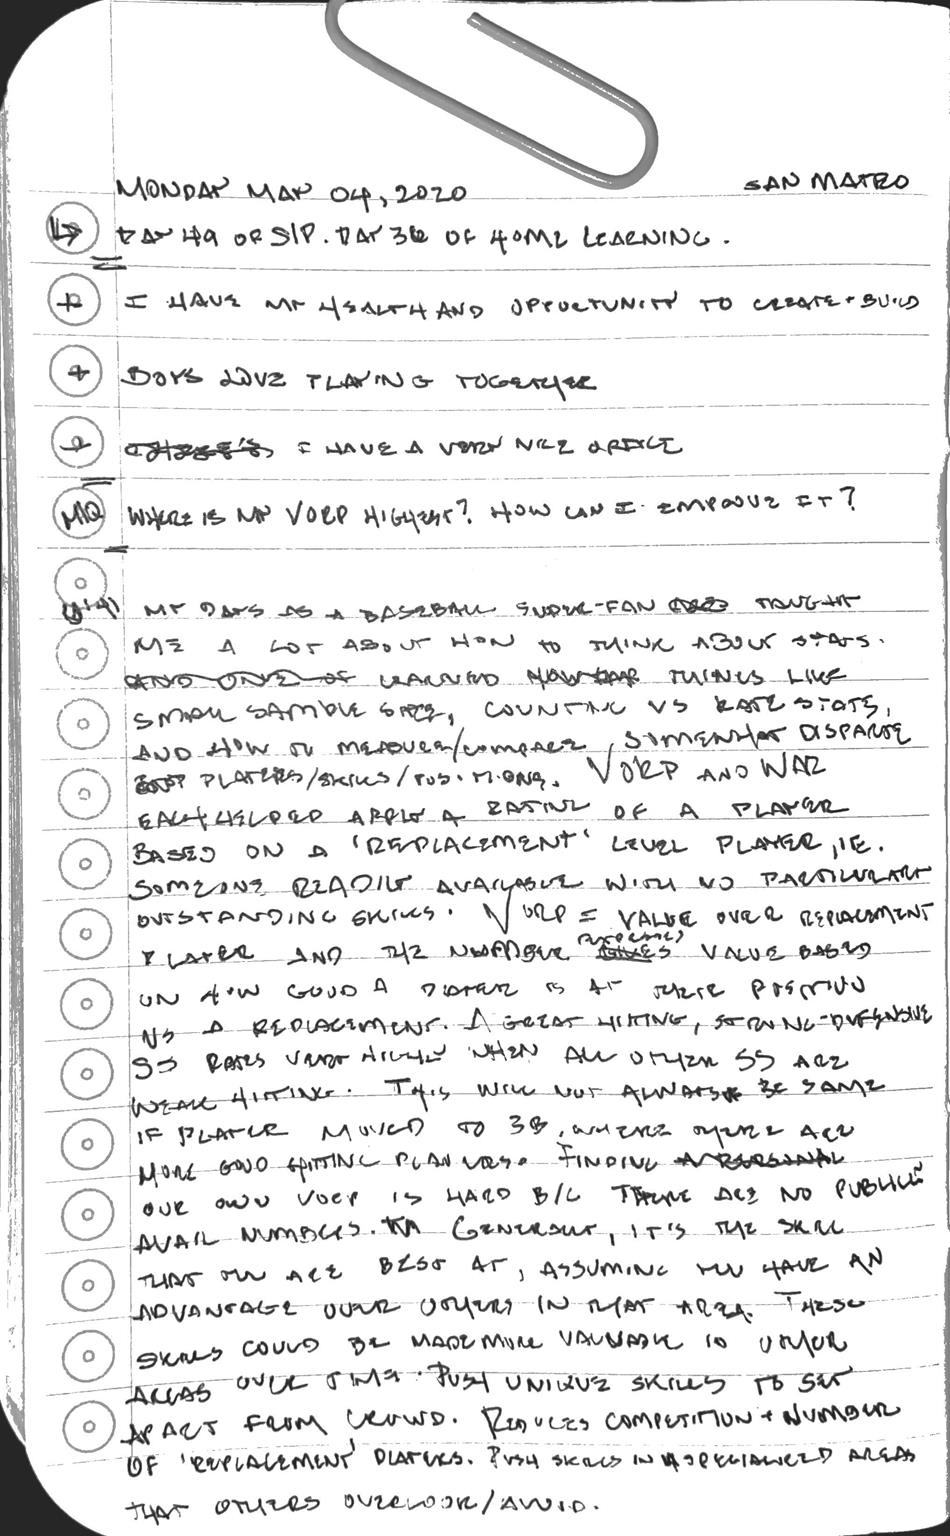 MONDAY MAY 04, 2020 SAN MATEO
DAY 49 OF SIP. DAY 36 OF HOME LEARNING.
+ I HAVE MY HEALTH AND OPPORTUNITY TO CREATE + BUILD
+ BOYS LOVE PLAYING TOGETHER
+ I HAVE A VERY NICE OFFICE
MQ WHERE IS MY VORP HIGHEST? HOW CAN I IMPROVE IT?
MY DAYS AS A BASEBALL SUPER-FAN TAUGHT
ME A LOT ABOUT HOW TO THINK ABOUT STATS.
AND ONE OF LEARNED THINGS LIKE
SMALL SAMPLE SIZE, COUNTING VS RATE STATS,
AND HOW TO MEASURE/COMPARE, SOMEWHAT DISPARATE
PLAYERS/SKILLS/POSITIONS. VORP AND WAR
EACH HELPED APPLY A RATING OF A PLAYER
BASED ON A 'REPLACEMENT' LEVEL PLAYER, IE.
SOMEONE READILY AVAILABLE WITH NO PARTICULARLY
OUTSTANDING SKILLS. VORP = VALUE OVER REPLACEMENT
PLAYER AND THE NUMBER VALUE BASED
ON HOW GOOD A PLAYER IS AT THEIR POSITION
VS A REPLACEMENT. A GREAT HITTING, STRONG-DEFENSIVE
SS RATES VERY HIGHLY WHEN ALL OTHER SS ARE
WEAK HITTING. THIS WILL NOT ALWAYS BE SAME
IF PLAYER MOVED TO 3B, WHERE THERE ARE
MORE GOOD HITTING PLAYERS. FINDING A PERSONAL
OUR OWN VORP IS HARD B/C THERE ARE NO PUBLICLY
AVAIL NUMBERS. IN GENERAL, IT'S THE SKILL
THAT YOU ARE BEST AT, ASSUMING YOU HAVE AN
ADVANTAGE OVER OTHERS IN THAT AREA. THESE
SKILLS COULD BE MADE MORE VALUABLE IN OTHER
AREAS OVER TIME. PUSH UNIQUE SKILLS TO SET
APART FROM CROWD. REDUCES COMPETITION + NUMBER
OF 'REPLACEMENT' PLAYERS. PUSH SKILLS IN SPECIALIZED AREAS
THAT OTHERS OVERLOOK/AVOID.